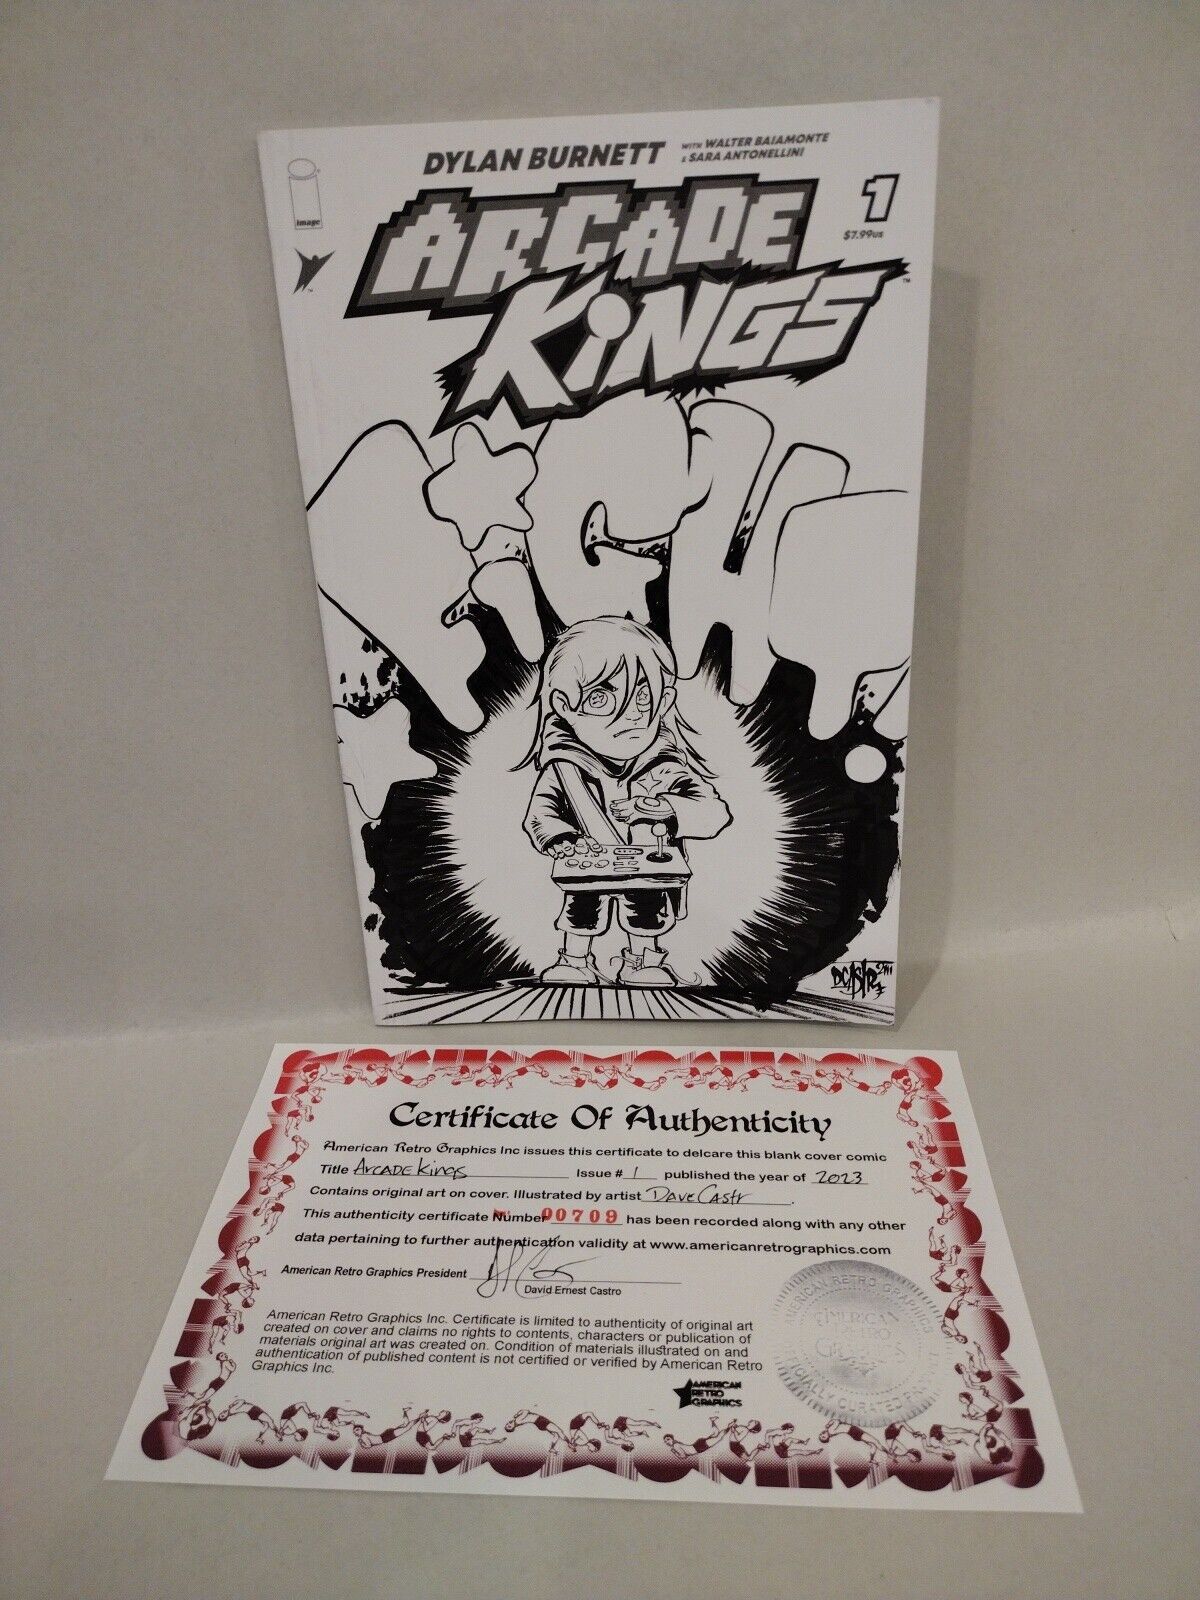 DYLAN BURNETT
WITH WALTER BAIAMONTE
& SARA ANTONELLINI
image
ARCADE
KiNGS
™
1
$7.99US
FIGHT
DCASTR
Certificate Of Authenticity
American Retro Graphics Inc issues this certificate to delcare this blank cover comic
Title Arcade Kings Issue # 1 published the year of 2023
Contains original art on cover. Illustrated by artist Dave Castr.
This authenticity certificate Number 00709 has been recorded along with any other
data pertaining to further authentication validity at www.americanretrographics.com
American Retro Graphics President
David Ernest Castro
American Retro Graphics Inc. Certificate is limited to authenticity of original art
created on cover and claims no rights to contents, characters or publication of
materials original art was created on. Condition of materials illustrated on and
authentication of published content is not certified or verified by American Retro
Graphics Inc.
AMERICAN
RETRO
GRAPHICS
AMERICAN RETRO GRAPHICS
OFFICIALLY CURATED